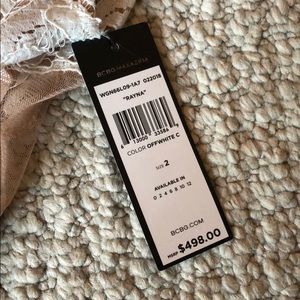 BCBGMAXAZRIA
WGN66L09-1A7 022018
"RAYNA"
COLOR OFFWHITE C
SIZE 2
AVAILABLE IN
0 2 4 6 8 10 12
BCBG.COM
MSRP $498.00